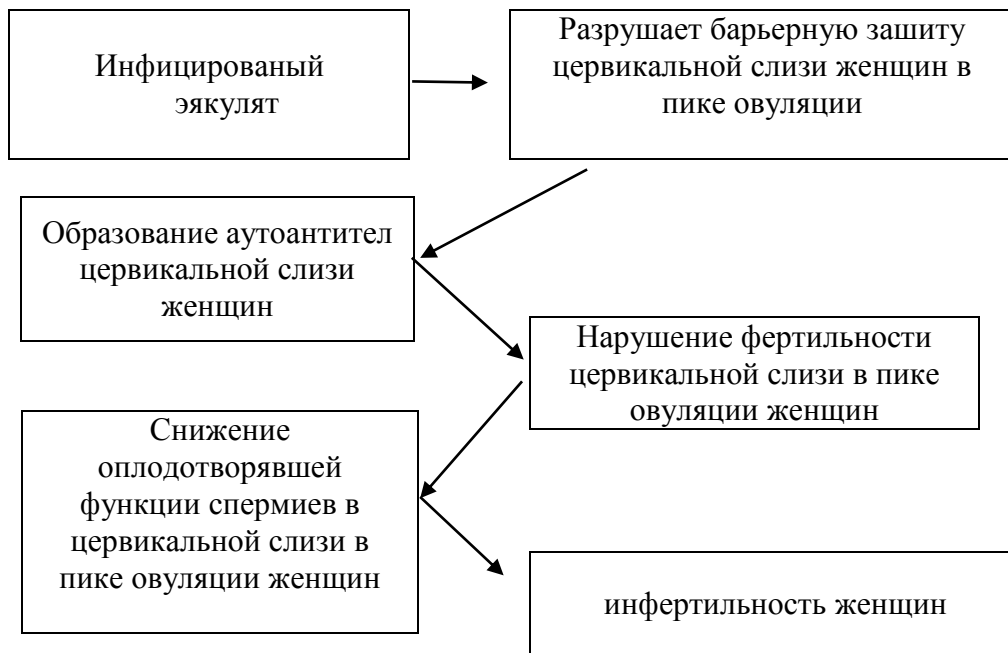 Инфицированый
эякулят
Разрушает барьерную зашиту
цервикальной слизи женщин в
пике овуляции
Образование аутоантител
цервикальной слизи
женщин
Нарушение фертильности
цервикальной слизи в пике
овуляции женщин
Снижение
оплодотворявшей
функции спермиев в
цервикальной слизи в
пике овуляции женщин
инфертильность женщин